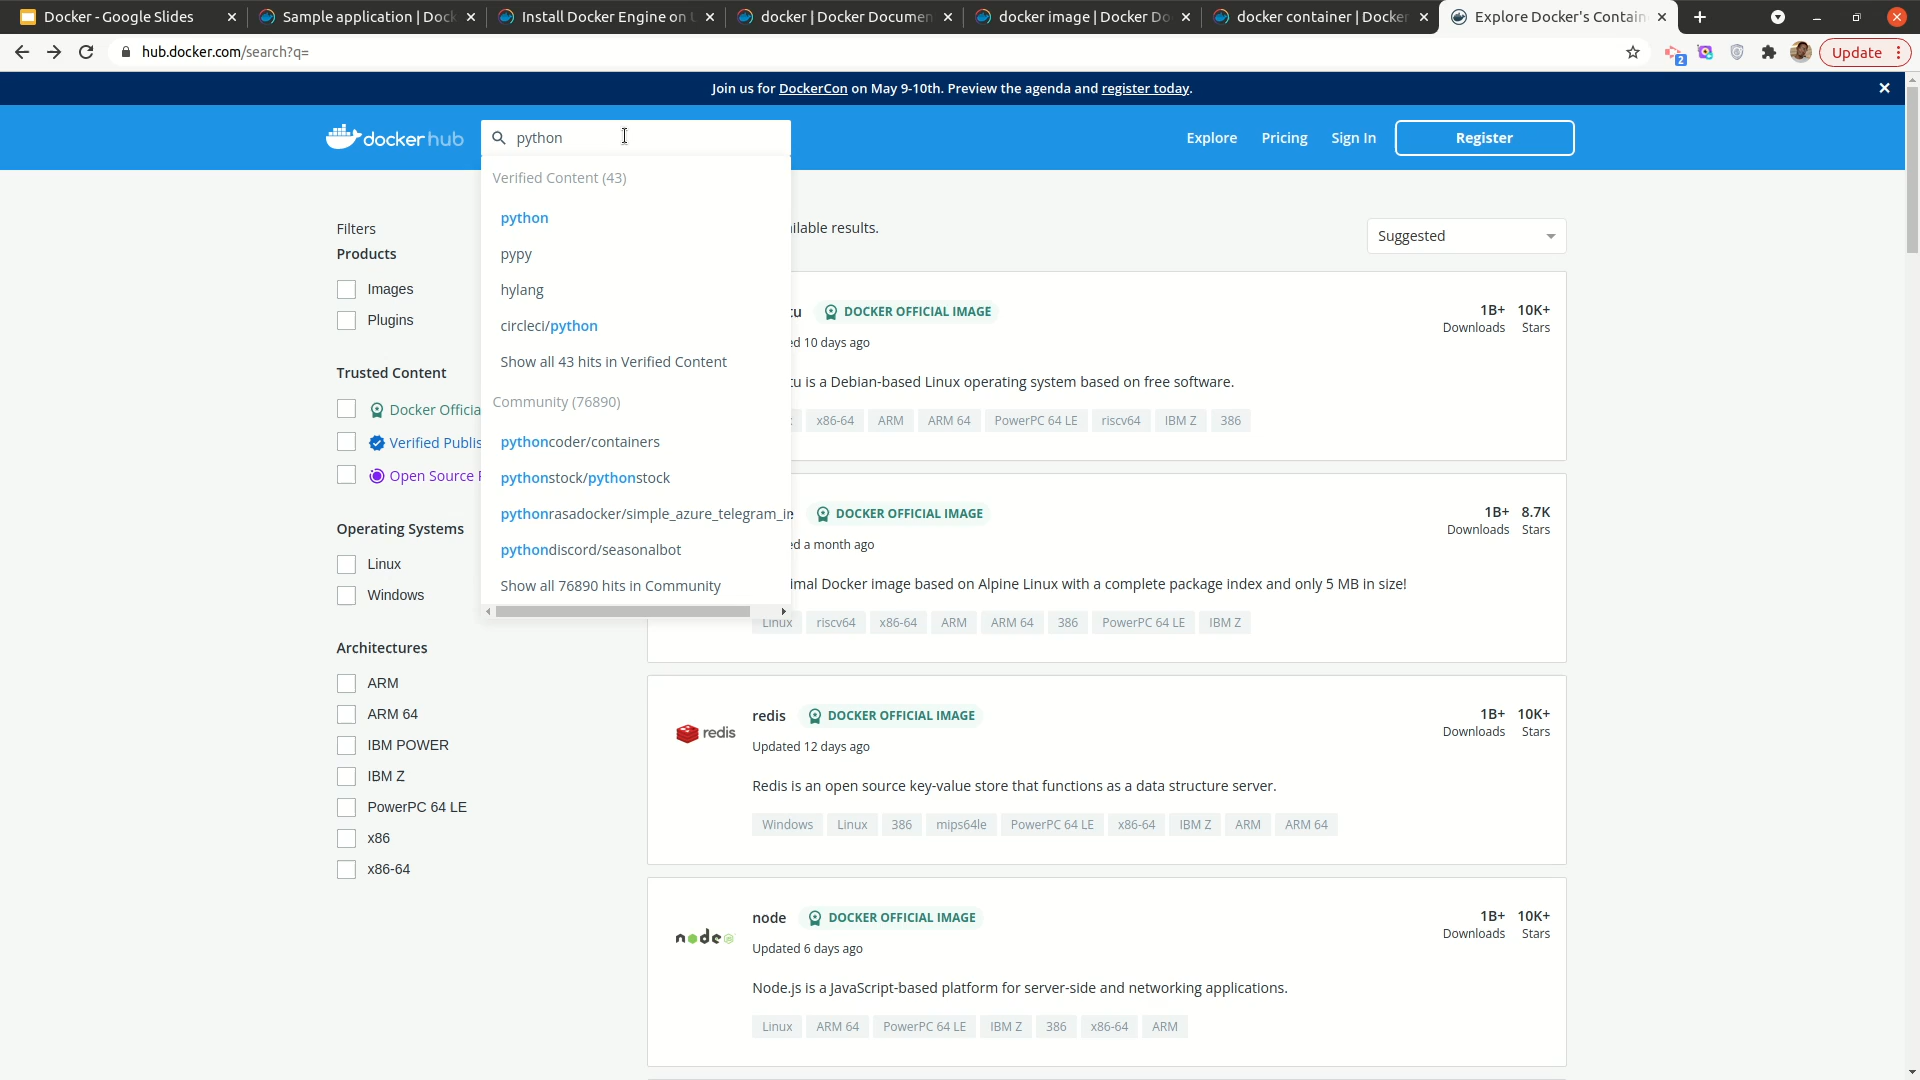 Docker - Google Slides
Sample application | Dock
Install Docker Engine on U
docker | Docker Documen
docker image | Docker Do
docker container | Docker
Explore Docker's Contain
hub.docker.com/search?q=
2
Update
Join us for DockerCon on May 9-10th. Preview the agenda and register today.
docker hub
python
Explore
Pricing
Sign In
Register
Verified Content (43)
python
pypy
hylang
circleci/python
Show all 43 hits in Verified Content
Community (76890)
pythoncoder/containers
pythonstock/pythonstock
pythonrasadocker/simple_azure_telegram_i
pythondiscord/seasonalbot
Show all 76890 hits in Community
Filters
Products
Images
Plugins
Trusted Content
Docker Officia
Verified Publis
Open Source P
Operating Systems
Linux
Windows
Architectures
ARM
ARM 64
IBM POWER
IBM Z
PowerPC 64 LE
x86
x86-64
ilable results.
Suggested
tu DOCKER OFFICIAL IMAGE
1B+ 10K+
Downloads Stars
ed 10 days ago
tu is a Debian-based Linux operating system based on free software.
x86-64 ARM ARM 64 PowerPC 64 LE riscv64 IBM Z 386
DOCKER OFFICIAL IMAGE
1B+ 8.7K
Downloads Stars
ed a month ago
imal Docker image based on Alpine Linux with a complete package index and only 5 MB in size!
Linux riscv64 x86-64 ARM ARM 64 386 PowerPC 64 LE IBM Z
redis
redis DOCKER OFFICIAL IMAGE
1B+ 10K+
Downloads Stars
Updated 12 days ago
Redis is an open source key-value store that functions as a data structure server.
Windows Linux 386 mips64le PowerPC 64 LE x86-64 IBM Z ARM ARM 64
node
node DOCKER OFFICIAL IMAGE
1B+ 10K+
Downloads Stars
Updated 6 days ago
Node.js is a JavaScript-based platform for server-side and networking applications.
Linux ARM 64 PowerPC 64 LE IBM Z 386 x86-64 ARM